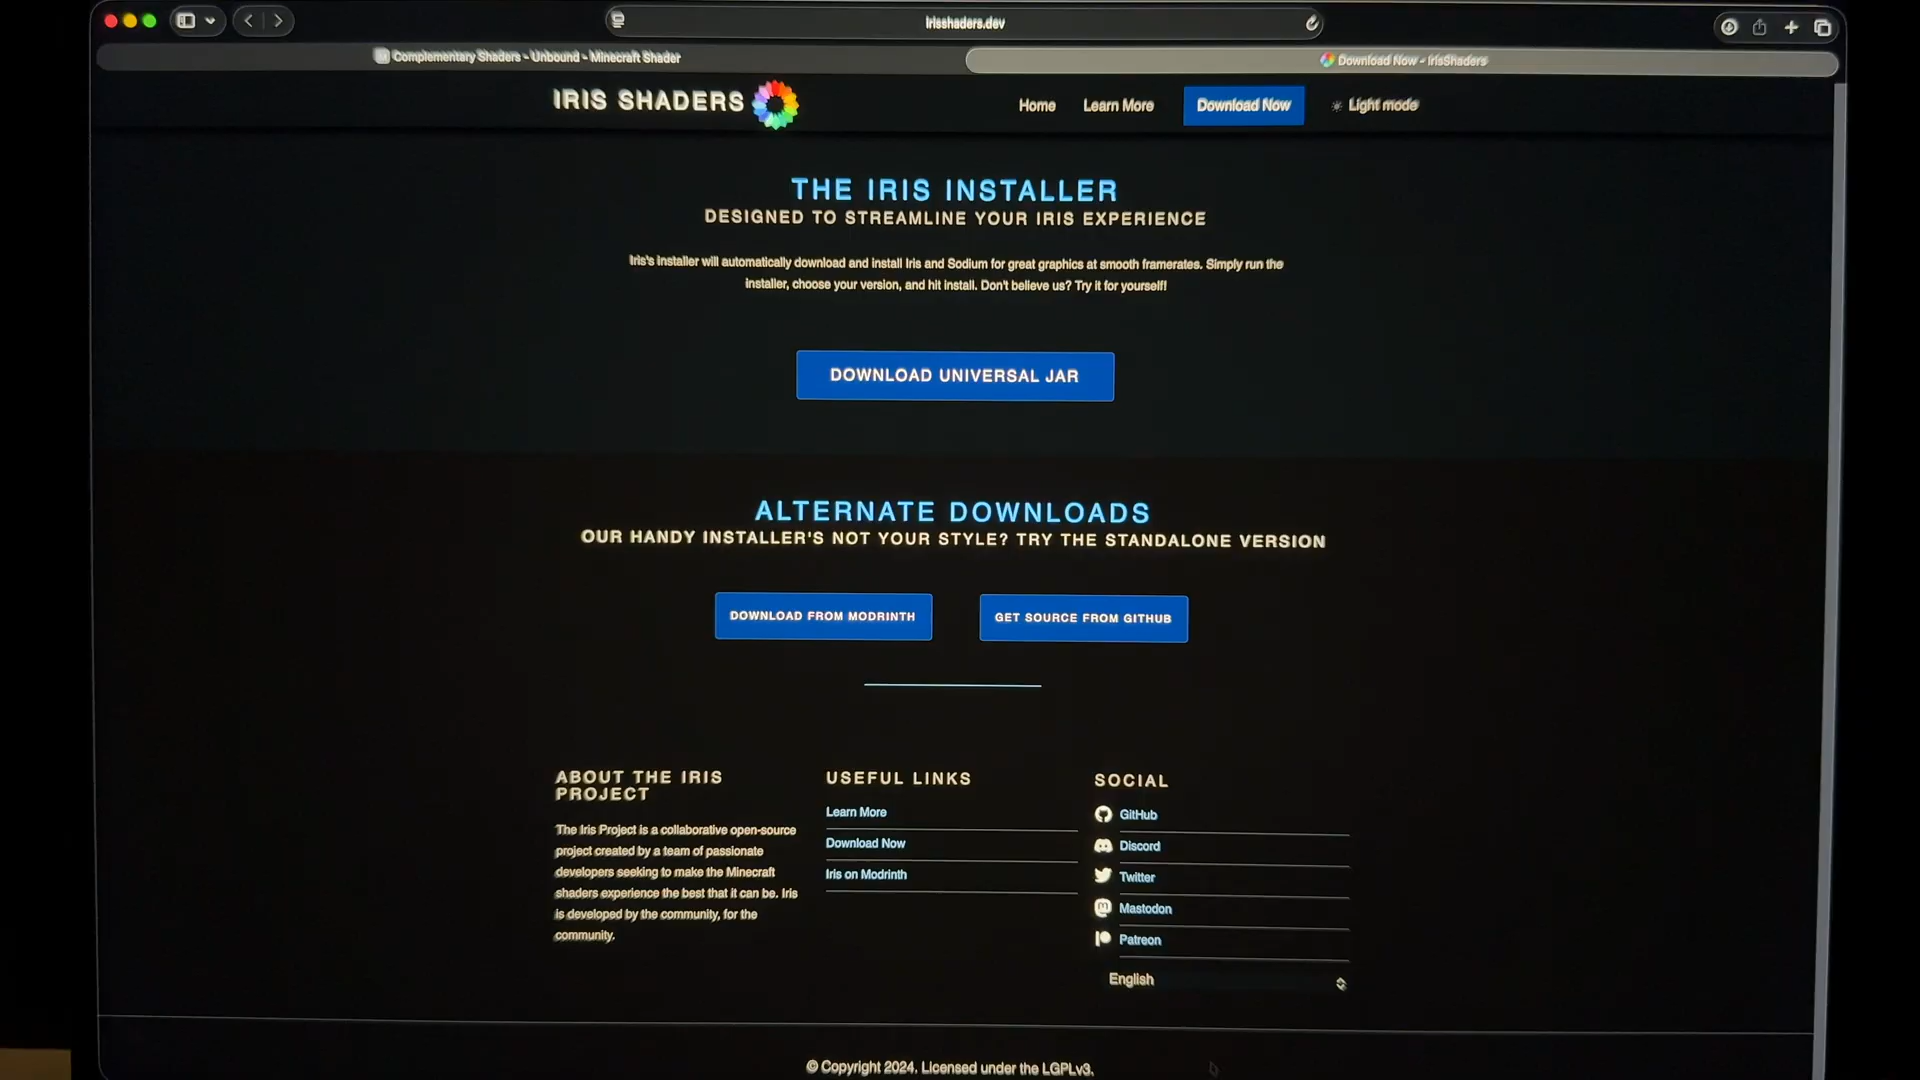 irisshaders.dev
Complementary Shaders - Unbound - Minecraft Shader
Download Now - IrisShaders
IRIS SHADERS
Home
Learn More
Download Now
Light mode
THE IRIS INSTALLER
DESIGNED TO STREAMLINE YOUR IRIS EXPERIENCE
Iris's installer will automatically download and install Iris and Sodium for great graphics at smooth framerates. Simply run the
installer, choose your version, and hit install. Don't believe us? Try it for yourself!
DOWNLOAD UNIVERSAL JAR
ALTERNATE DOWNLOADS
OUR HANDY INSTALLER'S NOT YOUR STYLE? TRY THE STANDALONE VERSION
DOWNLOAD FROM MODRINTH
GET SOURCE FROM GITHUB
ABOUT THE IRIS
PROJECT
The Iris Project is a collaborative open-source
project created by a team of passionate
developers seeking to make the Minecraft
shaders experience the best that it can be. Iris
is developed by the community, for the
community.
USEFUL LINKS
Learn More
Download Now
Iris on Modrinth
SOCIAL
GitHub
Discord
Twitter
Mastodon
Patreon
English
© Copyright 2024. Licensed under the LGPLv3.